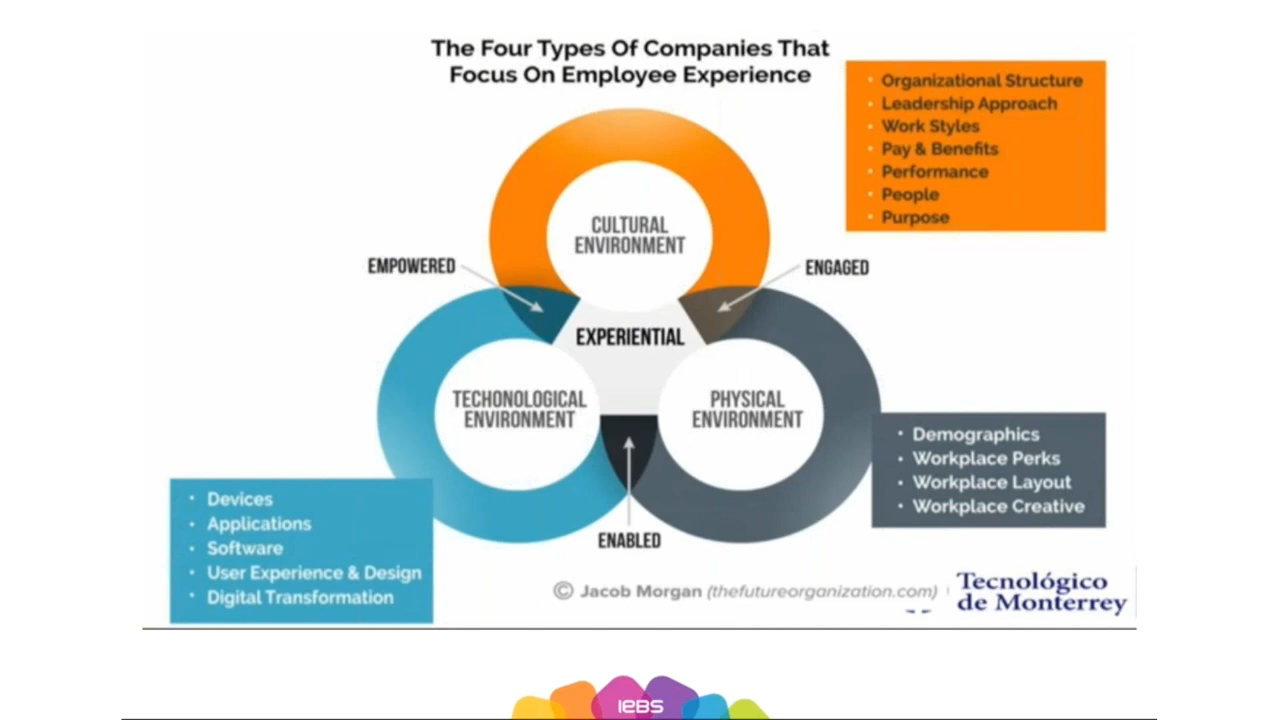 The Four Types Of Companies That
Focus On Employee Experience
• Organizational Structure
• Leadership Approach
• Work Styles
• Pay & Benefits
• Performance
• People
• Purpose
CULTURAL
ENVIRONMENT
EMPOWERED
ENGAGED
EXPERIENTIAL
TECHONOLOGICAL
ENVIRONMENT
PHYSICAL
ENVIRONMENT
• Demographics
• Workplace Perks
• Workplace Layout
• Workplace Creative
• Devices
• Applications
• Software
• User Experience & Design
• Digital Transformation
ENABLED
© Jacob Morgan (thefutureorganization.com)
Tecnológico
de Monterrey
IEBS